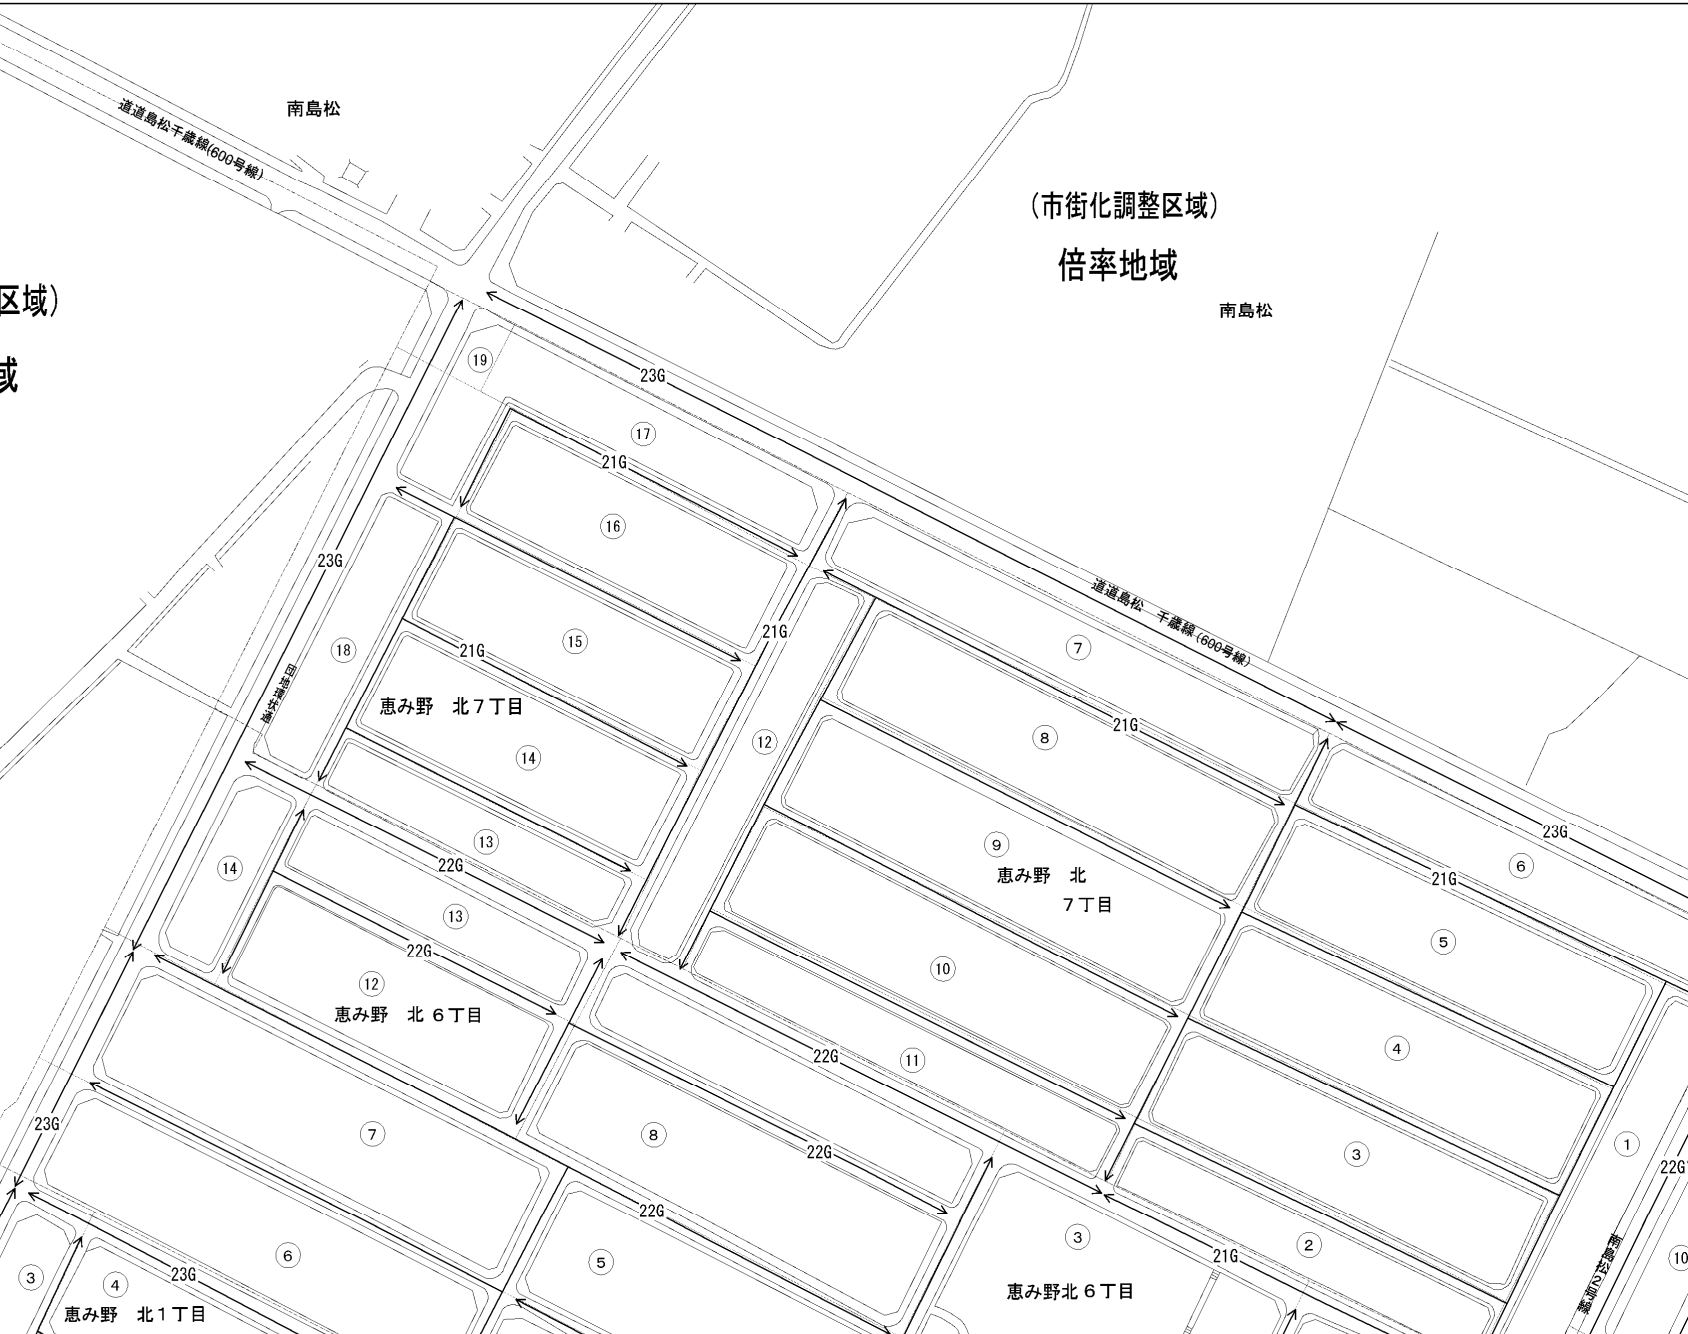 南島松
道道島松千歳線(600号線)
(市街化調整区域)
倍率地域
区域)
南島松
域
19
23G
17
21G
16
23G
道道島松 千歳線(600号線)
21G
15
7
18
21G
団地環状通
恵み野 北7丁目
21G
12
8
14
23G
13
9
6
22G
14
恵み野 北
21G
7丁目
13
5
22G
10
12
恵み野 北6丁目
4
22G
11
23G
7
8
1
22G
3
22G
22G
3
2
6
21G
5
南島松2号線
10
3
23G
4
恵み野北6丁目
恵み野 北1丁目